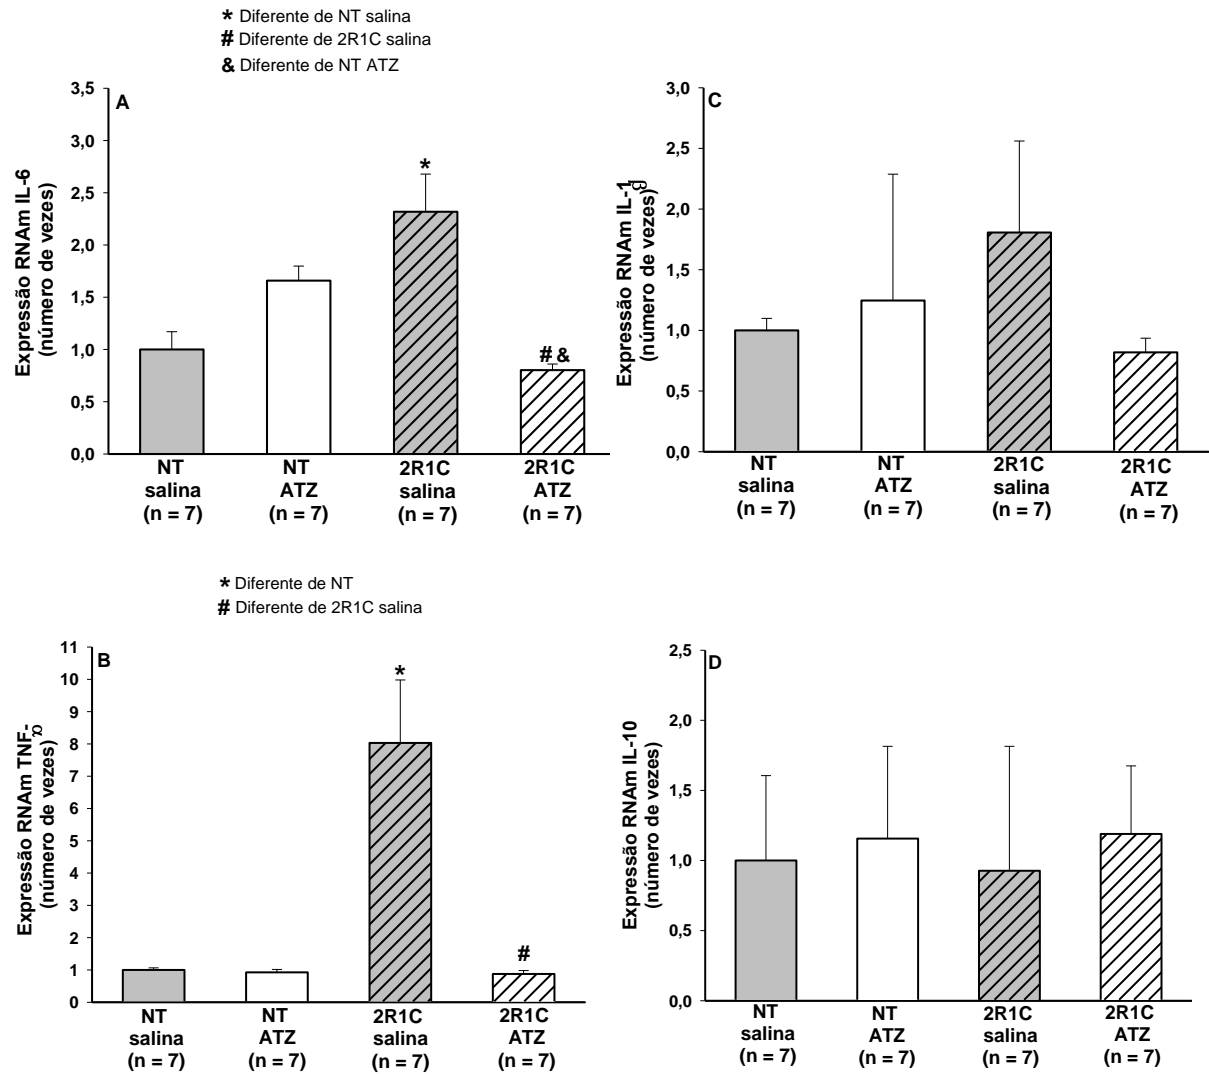 * Diferente de NT salina
# Diferente de 2R1C salina
& Diferente de NT ATZ
A
Expressão RNAm IL-6
(número de vezes)
3,5
3,0
2,5
2,0
1,5
1,0
0,5
0,0
*
# &
NT
salina
(n = 7)
NT
ATZ
(n = 7)
2R1C
salina
(n = 7)
2R1C
ATZ
(n = 7)
C
Expressão RNAm IL-1β
(número de vezes)
3,0
2,5
2,0
1,5
1,0
0,5
0,0
NT
salina
(n = 7)
NT
ATZ
(n = 7)
2R1C
salina
(n = 7)
2R1C
ATZ
(n = 7)
* Diferente de NT
# Diferente de 2R1C salina
B
Expressão RNAm TNF-α
(número de vezes)
11
10
9
8
7
6
5
4
3
2
1
0
*
#
NT
salina
(n = 7)
NT
ATZ
(n = 7)
2R1C
salina
(n = 7)
2R1C
ATZ
(n = 7)
D
Expressão RNAm IL-10
(número de vezes)
2,5
2,0
1,5
1,0
0,5
0,0
NT
salina
(n = 7)
NT
ATZ
(n = 7)
2R1C
salina
(n = 7)
2R1C
ATZ
(n = 7)